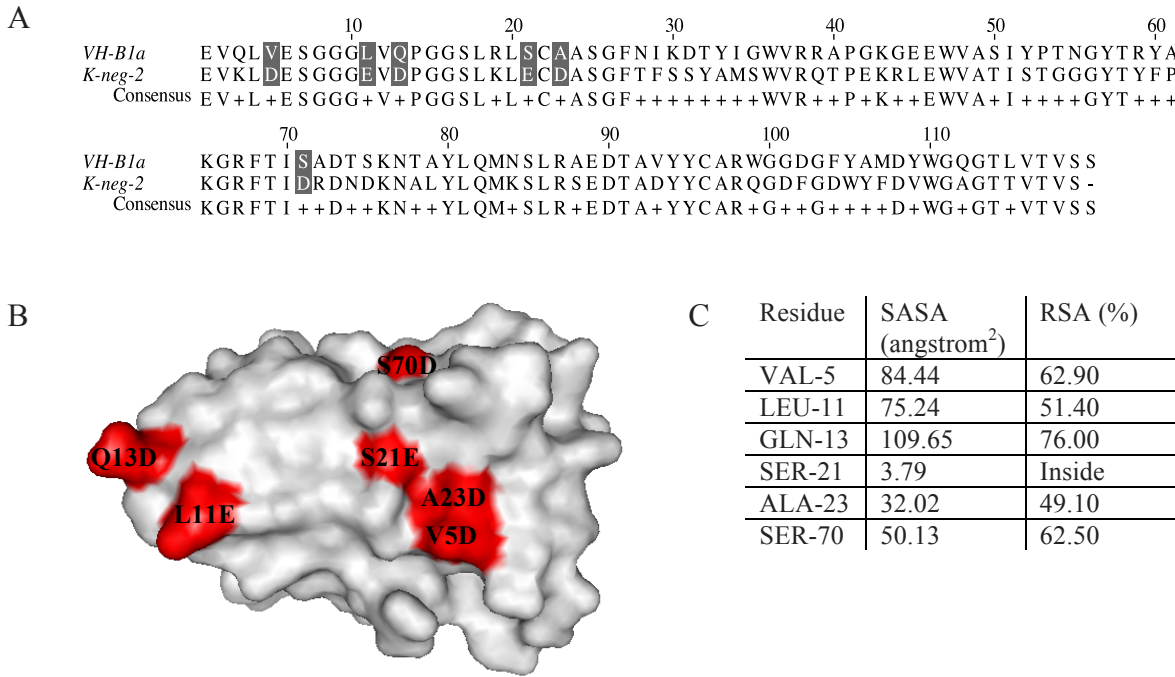 A
10 20 30 40 50 60
VH-B1a EVQLVESGGGLVQPGGSLRLSCAASGFNIKDTYIGWVRRAPGKGEEWVASIYPTNGYTRYA
K-neg-2 EVKLDESGGGEVDPGGSLKLECDASGFTFSSYAMSWVRQTPEKRLEWVASISTGGGYTYFP
Consensus EV+L+ESGGG+V+PGGSL+L+C+ASGF++++++++WVR++P+K++EWVA+I++++GYT+++
70 80 90 100 110
VH-B1a KGRFTISADTSKNTAYLQMNSLRAEDTAVYYCARWGGDGFYAMDYWGQGTLVTVSS
K-neg-2 KGRFTIDRDNDKNALYLQMKSLRSEDTADYYCARQGDFGDWYFDVWGAGTTVTVS-
Consensus KGRFTI++D++KN++YLQM+SLR+EDTA+YYCAR+G++G++++D+WG+GT+VTVSS
B
S70D
Q13D
S21E
L11E
A23D
V5D
C
Residue SASA (angstrom²) RSA (%)
VAL-5 84.44 62.90
LEU-11 75.24 51.40
GLN-13 109.65 76.00
SER-21 3.79 Inside
ALA-23 32.02 49.10
SER-70 50.13 62.50